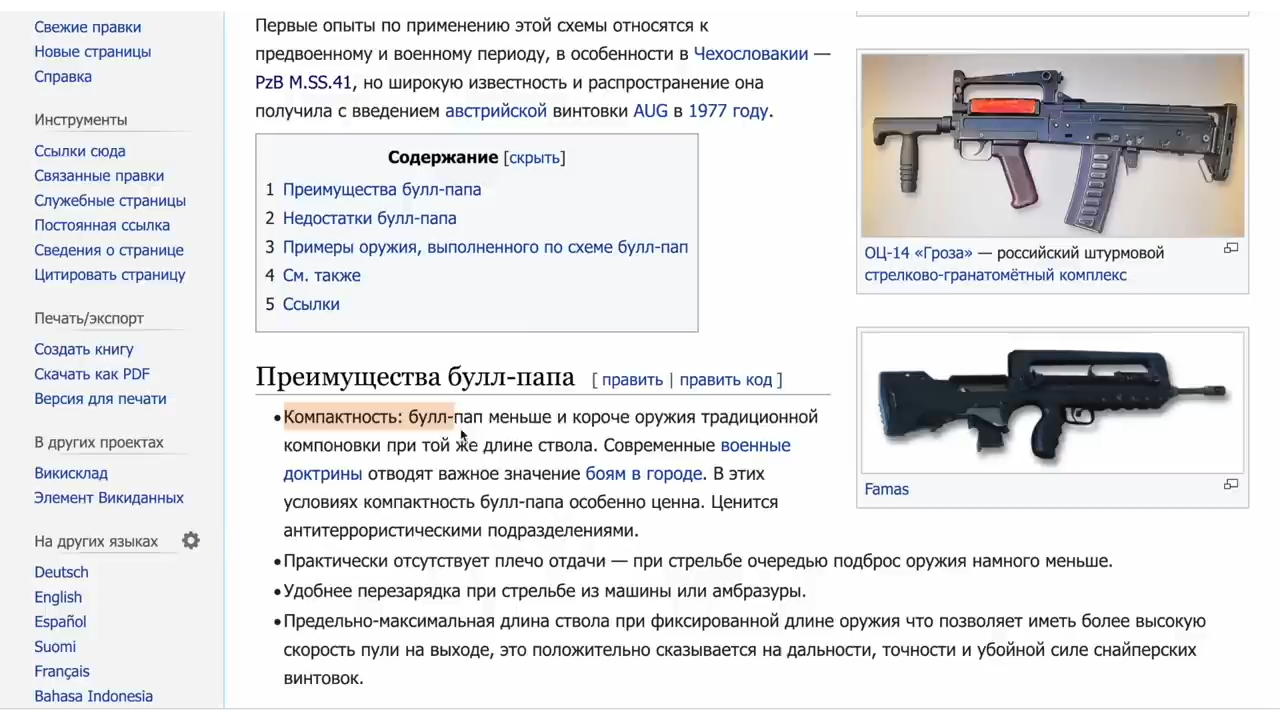 Свежие правки
Новые страницы
Справка
Инструменты
Ссылки сюда
Связанные правки
Служебные страницы
Постоянная ссылка
Сведения о странице
Цитировать страницу
Печать/экспорт
Создать книгу
Скачать как PDF
Версия для печати
В других проектах
Викисклад
Элемент Викиданных
На других языках
Deutsch
English
Español
Suomi
Français
Bahasa Indonesia
Первые опыты по применению этой схемы относятся к
предвоенному и военному периоду, в особенности в Чехословакии —
PzB M.SS.41, но широкую известность и распространение она
получила с введением австрийской винтовки AUG в 1977 году.
Содержание [скрыть]
1 Преимущества булл-папа
2 Недостатки булл-папа
3 Примеры оружия, выполненного по схеме булл-пап
4 См. также
5 Ссылки
Преимущества булл-папа [ править | править код ]
•Компактность: булл-пап меньше и короче оружия традиционной
компоновки при той же длине ствола. Современные военные
доктрины отводят важное значение боям в городе. В этих
условиях компактность булл-папа особенно ценна. Ценится
антитеррористическими подразделениями.
•Практически отсутствует плечо отдачи — при стрельбе очередью подброс оружия намного меньше.
•Удобнее перезарядка при стрельбе из машины или амбразуры.
•Предельно-максимальная длина ствола при фиксированной длине оружия что позволяет иметь более высокую
скорость пули на выходе, это положительно сказывается на дальности, точности и убойной силе снайперских
винтовок.
ОЦ-14 «Гроза» — российский штурмовой
стрелково-гранатомётный комплекс
Famas